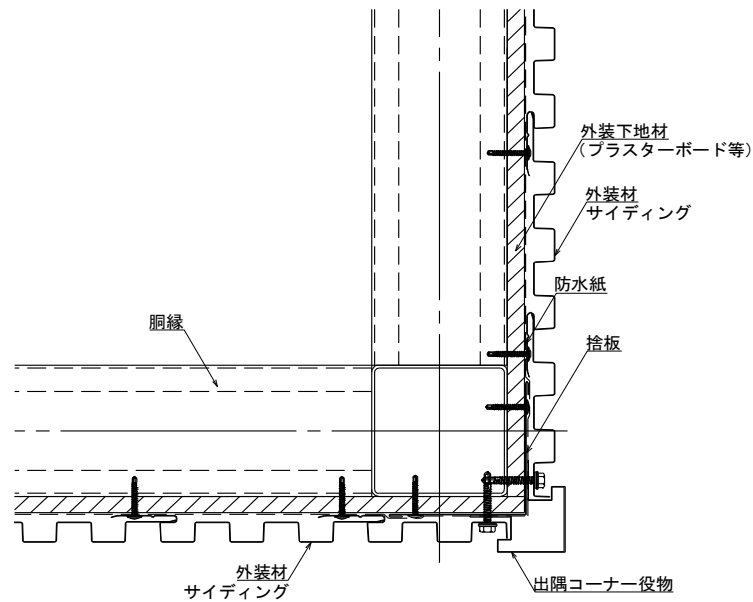 外装下地材
（プラスターボード等）
外装材
サイディング
防水紙
胴縁
捨板
外装材
サイディング
出隅コーナー役物